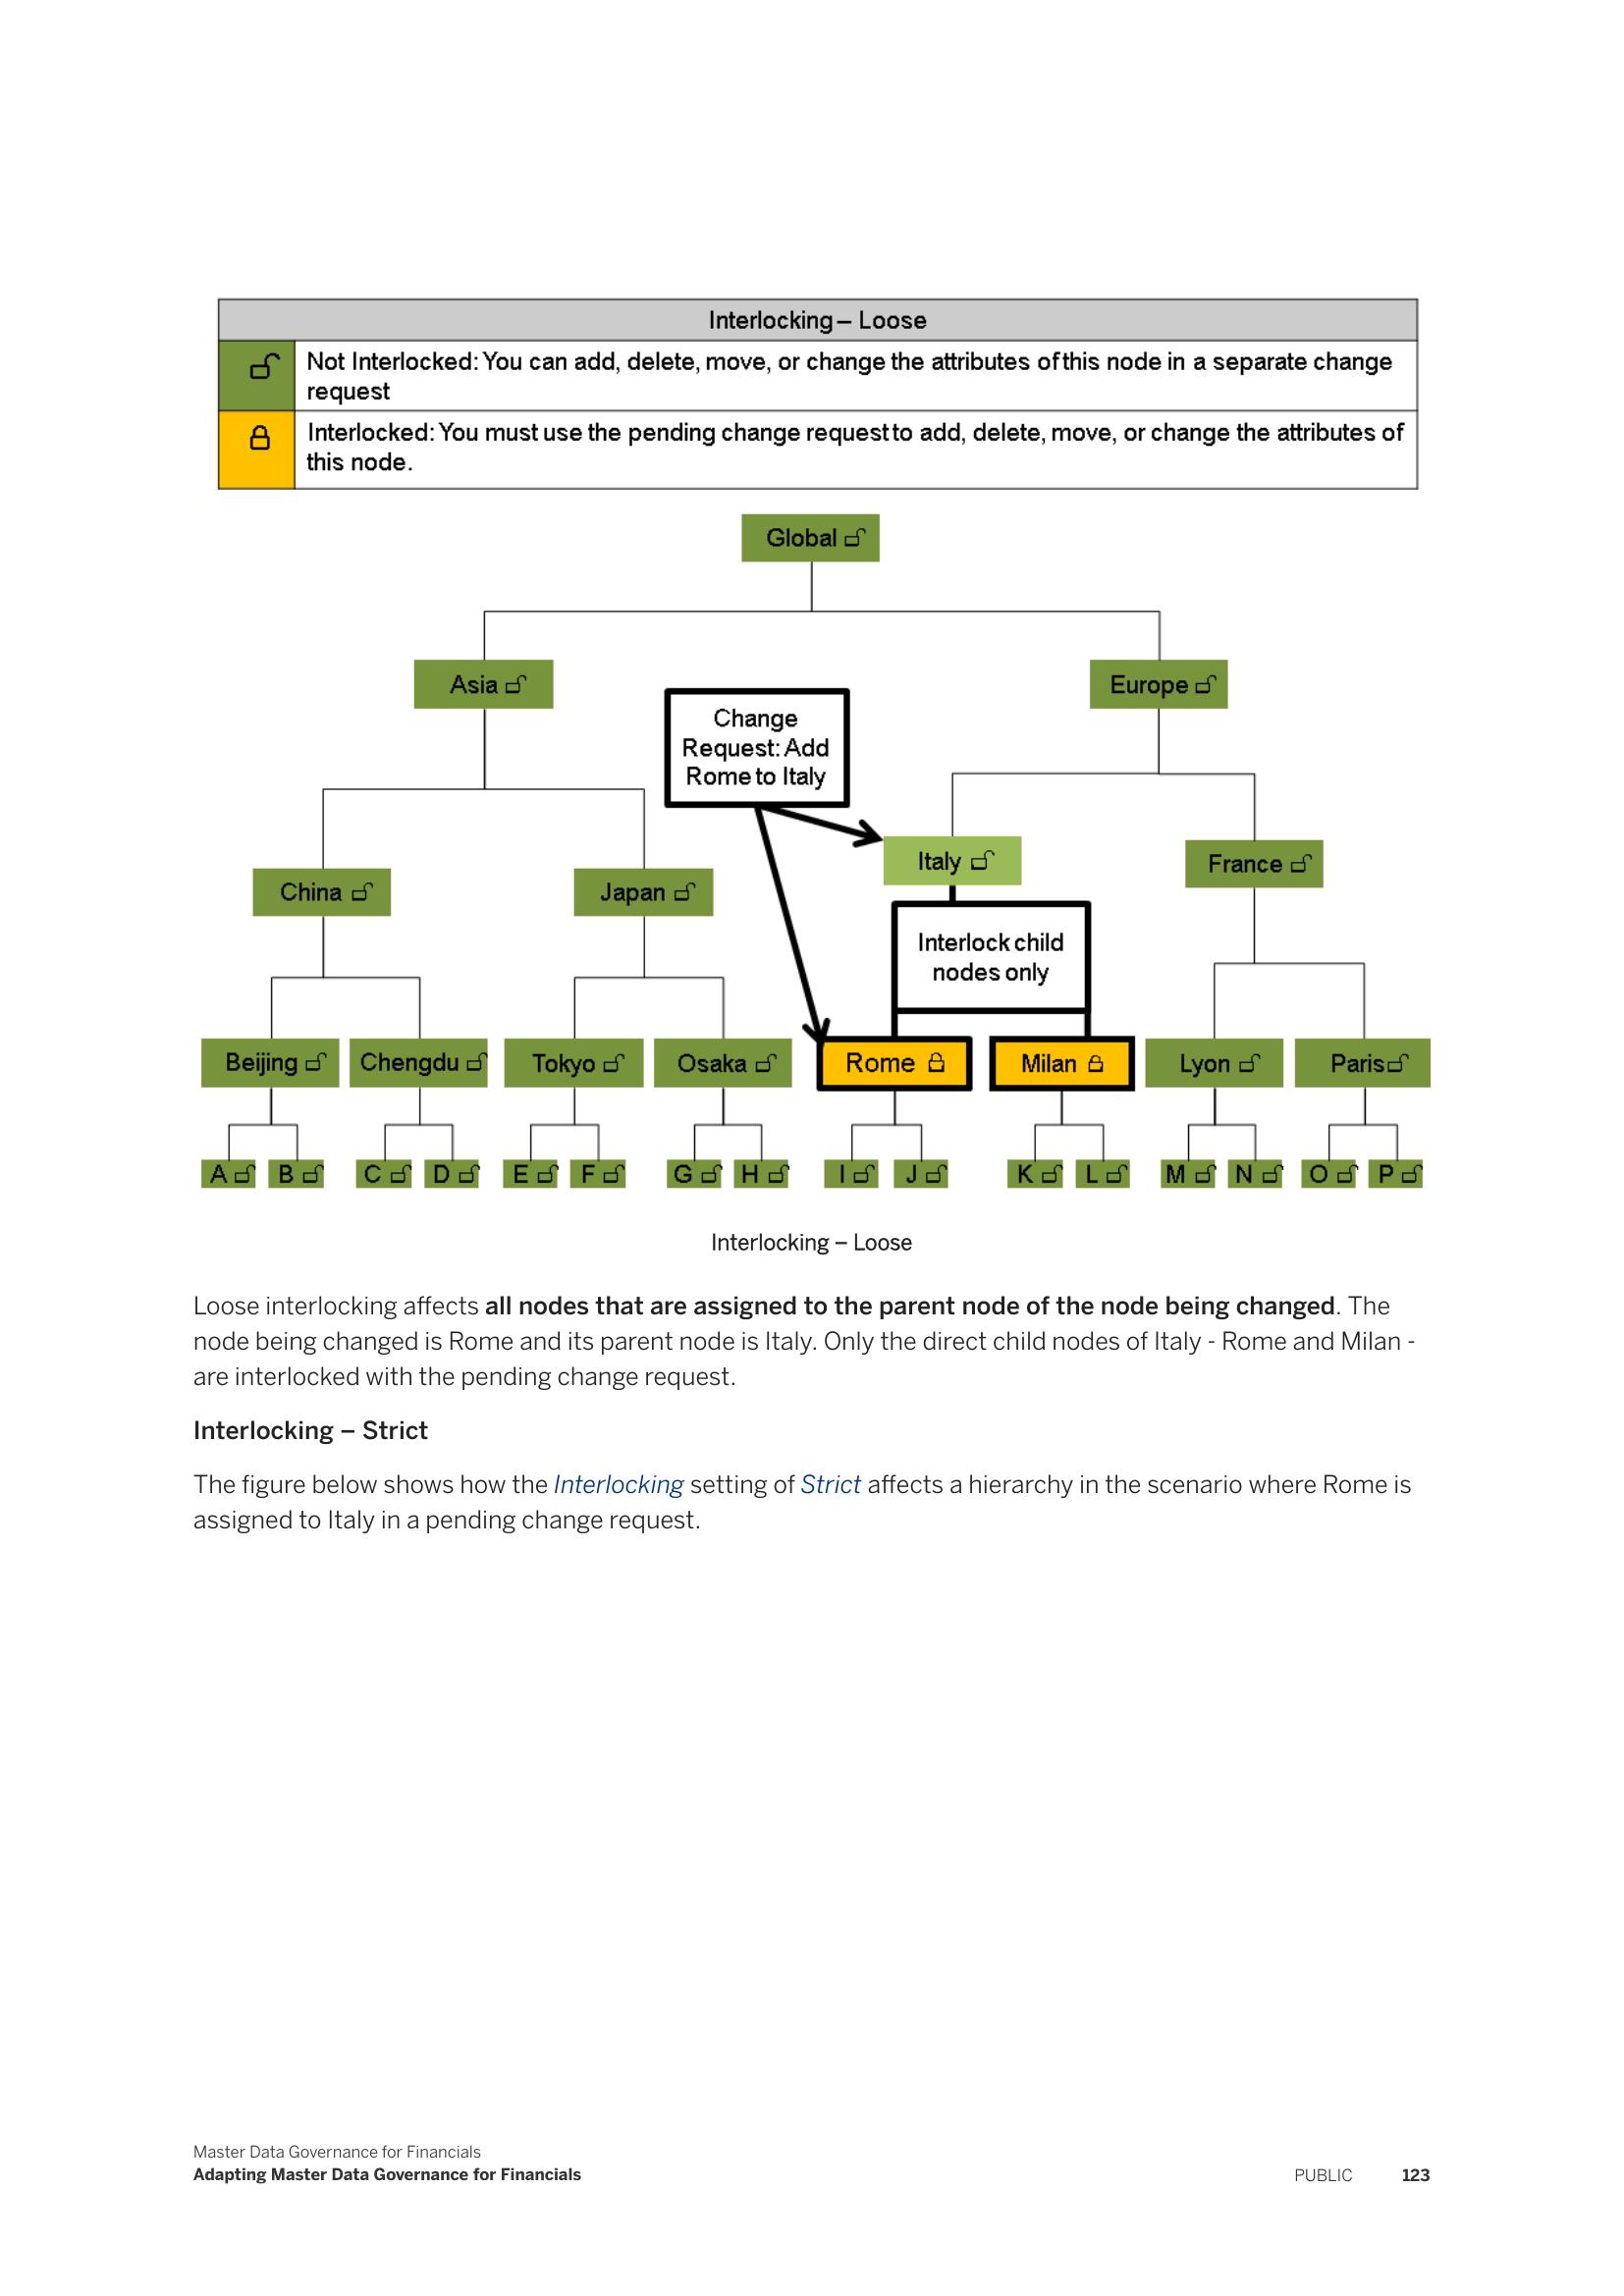 Interlocking – Loose
Not Interlocked: You can add, delete, move, or change the attributes of this node in a separate change
request
Interlocked: You must use the pending change request to add, delete, move, or change the attributes of
this node.
Global
Asia
Europe
Change
Request: Add
Rome to Italy
Italy
France
China
Japan
Interlock child
nodes only
Beijing
Chengdu
Tokyo
Osaka
Rome
Milan
Lyon
Paris
A B C D E F G H I J K L M N O P
Interlocking – Loose
Loose interlocking affects all nodes that are assigned to the parent node of the node being changed. The
node being changed is Rome and its parent node is Italy. Only the direct child nodes of Italy - Rome and Milan -
are interlocked with the pending change request.
Interlocking – Strict
The figure below shows how the Interlocking setting of Strict affects a hierarchy in the scenario where Rome is
assigned to Italy in a pending change request.
Master Data Governance for Financials
Adapting Master Data Governance for Financials
PUBLIC 123